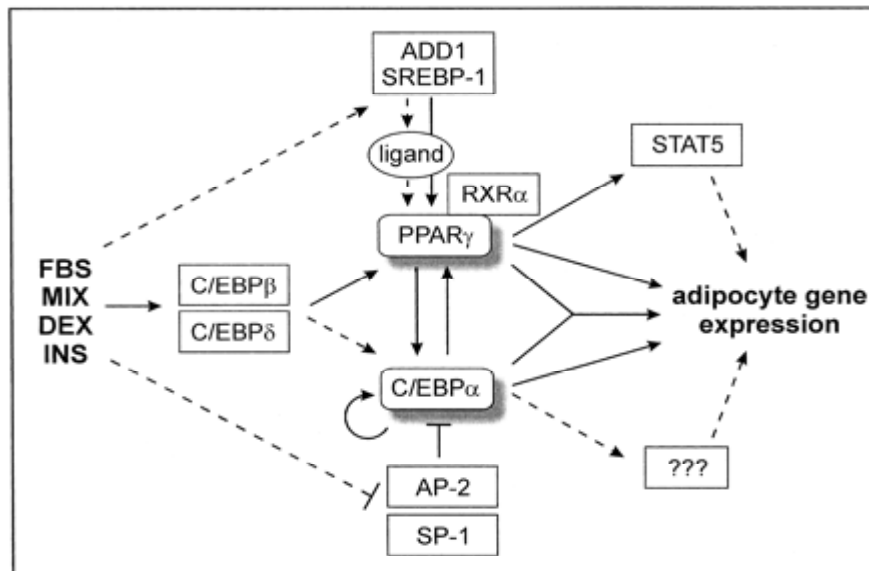 ADD1
SREBP-1
ligand
STAT5
RXRα
PPARγ
FBS
MIX
DEX
INS
C/EBPβ
C/EBPδ
adipocyte gene
expression
C/EBPα
???
AP-2
SP-1